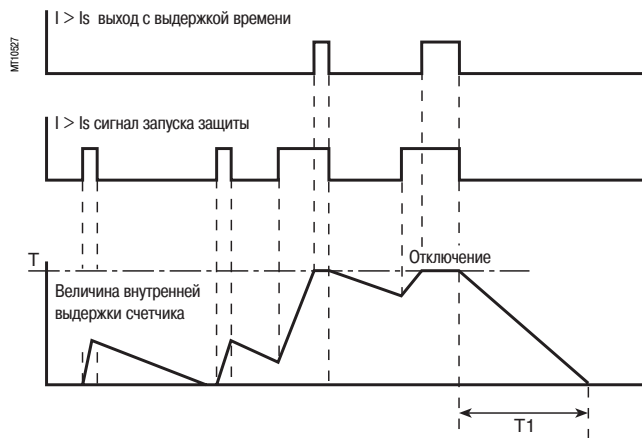 I > Is выход с выдержкой времени
MT10527
I > Is сигнал запуска защиты
T
Отключение
Величина внутренней
выдержки счетчика
T1